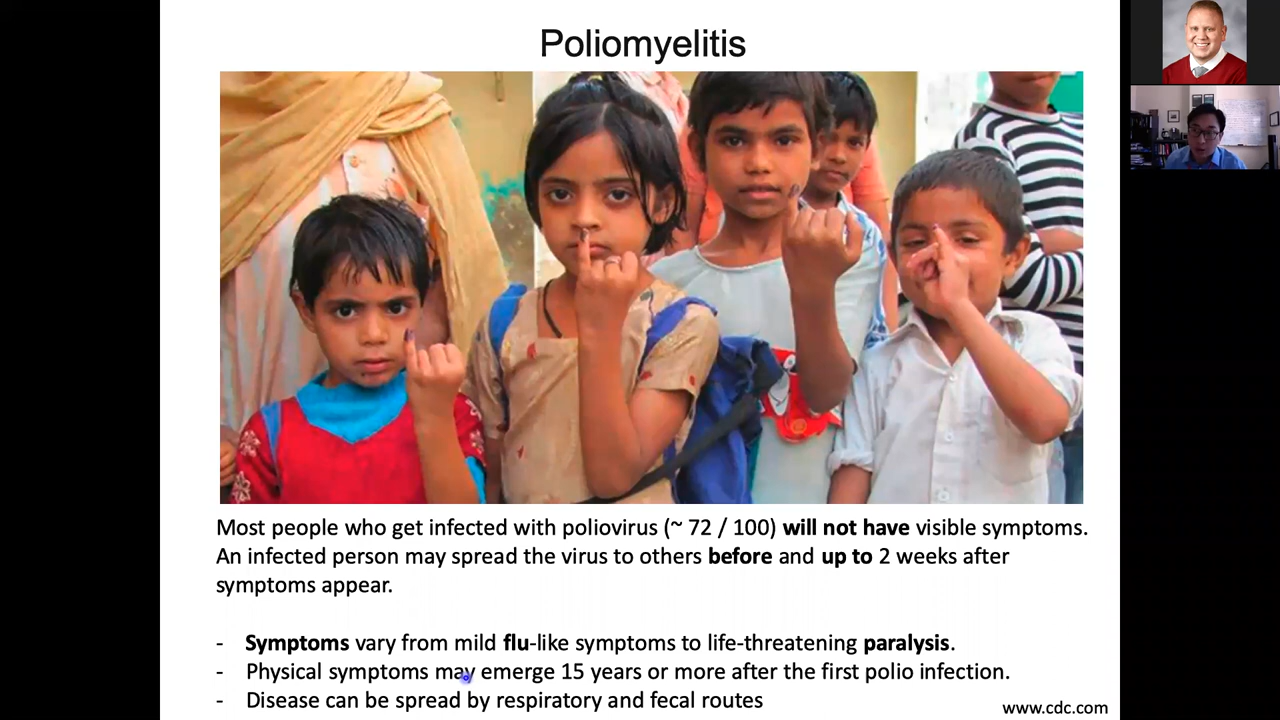 Poliomyelitis
Most people who get infected with poliovirus (~ 72 / 100) will not have visible symptoms.
An infected person may spread the virus to others before and up to 2 weeks after
symptoms appear.
- Symptoms vary from mild flu-like symptoms to life-threatening paralysis.
- Physical symptoms may emerge 15 years or more after the first polio infection.
- Disease can be spread by respiratory and fecal routes
www.cdc.com